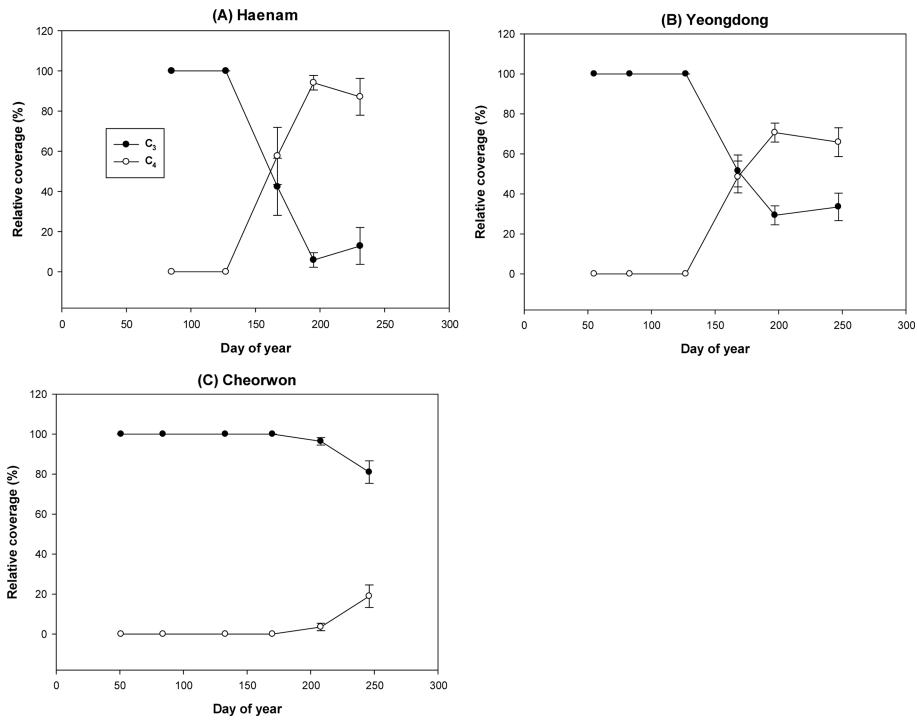 (A) Haenam
120
100
80
60
40
20
0
Relative coverage (%)
C3
C4
0 50 100 150 200 250 300
Day of year
(B) Yeongdong
120
100
80
60
40
20
0
Relative coverage (%)
0 50 100 150 200 250 300
Day of year
(C) Cheorwon
120
100
80
60
40
20
0
Relative coverage (%)
0 50 100 150 200 250 300
Day of year